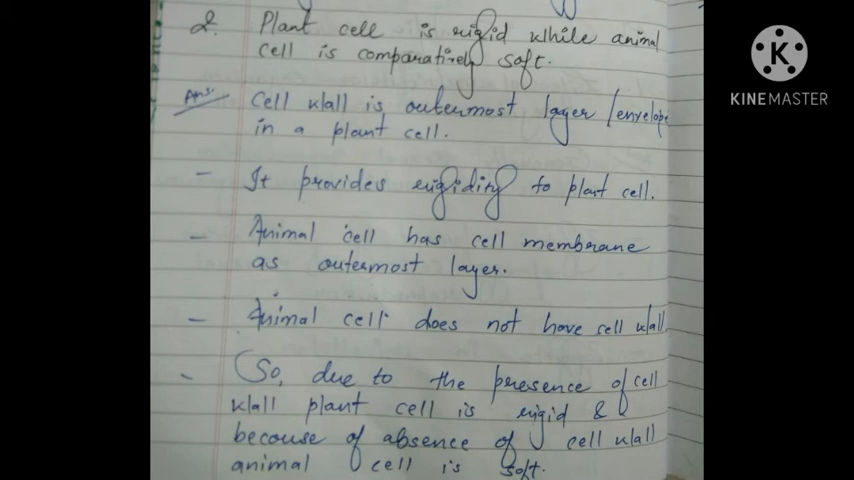 2. Plant cell is rigid while animal
cell is comparatively soft.
Ans. Cell wall is outermost layer/envelope
in a plant cell.
- It provides rigidity to plant cell.
- Animal cell has cell membrane
as outermost layer.
- Animal cell does not have cell wall
- So, due to the presence of cell
wall plant cell is rigid &
because of absence of cell wall
animal cell is soft.
KINEMASTER